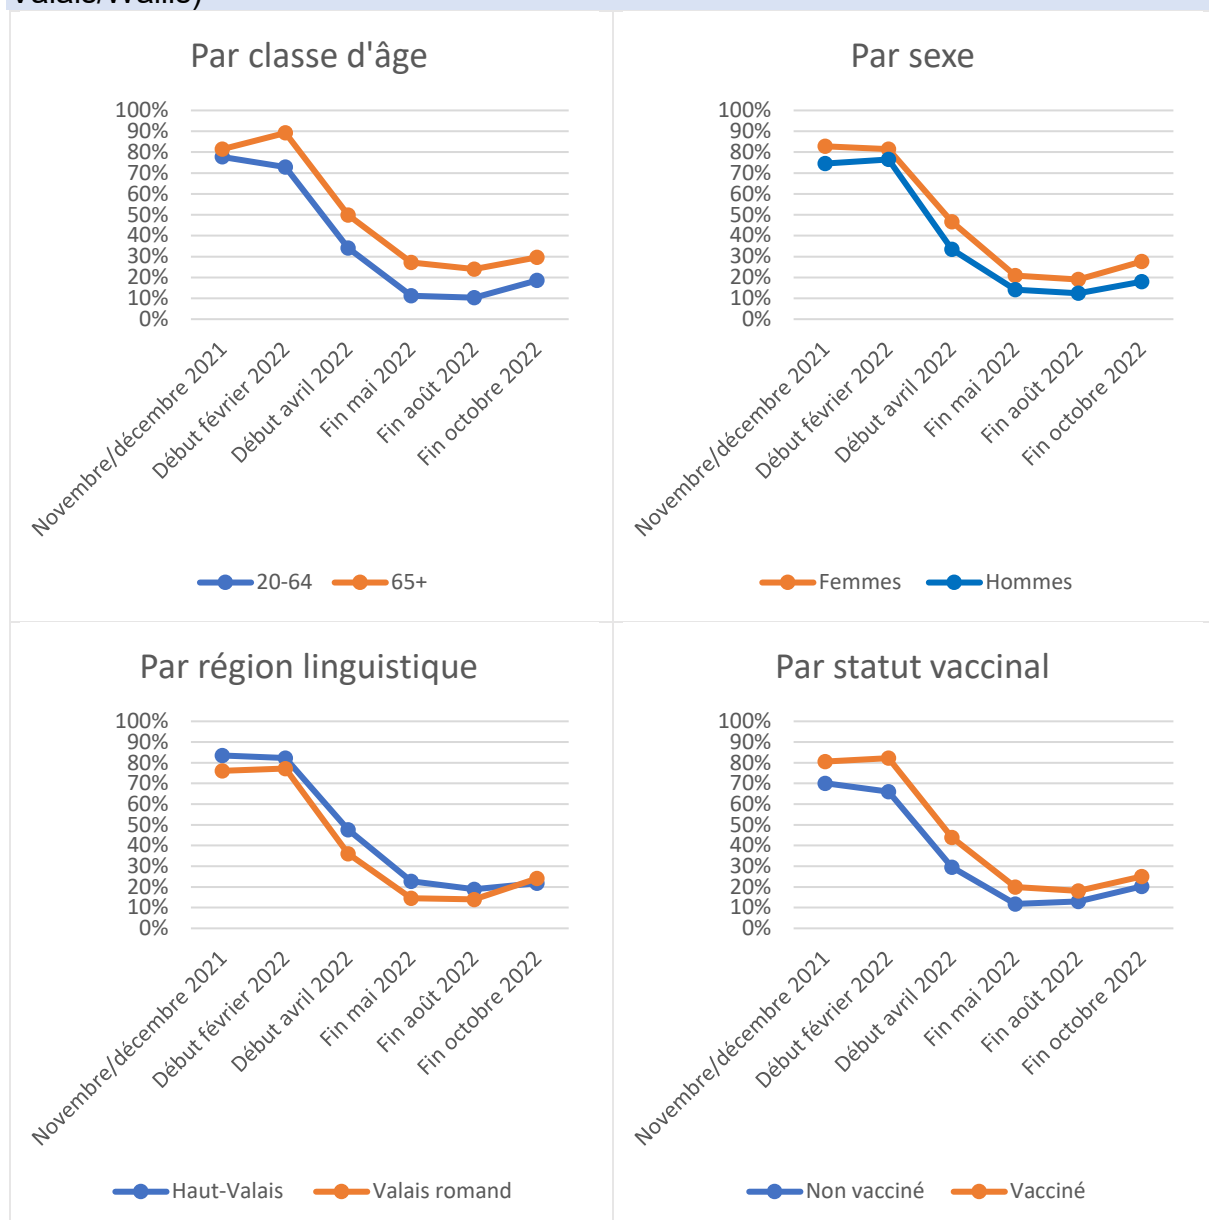 Valais/Wallis)
Par classe d'âge
100%
90%
80%
70%
60%
50%
40%
30%
20%
10%
0%
Novembre/décembre 2021
Début février 2022
Début avril 2022
Fin mai 2022
Fin août 2022
Fin octobre 2022
20-64
65+
Par sexe
100%
90%
80%
70%
60%
50%
40%
30%
20%
10%
0%
Novembre/décembre 2021
Début février 2022
Début avril 2022
Fin mai 2022
Fin août 2022
Fin octobre 2022
Femmes
Hommes
Par région linguistique
100%
90%
80%
70%
60%
50%
40%
30%
20%
10%
0%
Novembre/décembre 2021
Début février 2022
Début avril 2022
Fin mai 2022
Fin août 2022
Fin octobre 2022
Haut-Valais
Valais romand
Par statut vaccinal
100%
90%
80%
70%
60%
50%
40%
30%
20%
10%
0%
Novembre/décembre 2021
Début février 2022
Début avril 2022
Fin mai 2022
Fin août 2022
Fin octobre 2022
Non vacciné
Vacciné